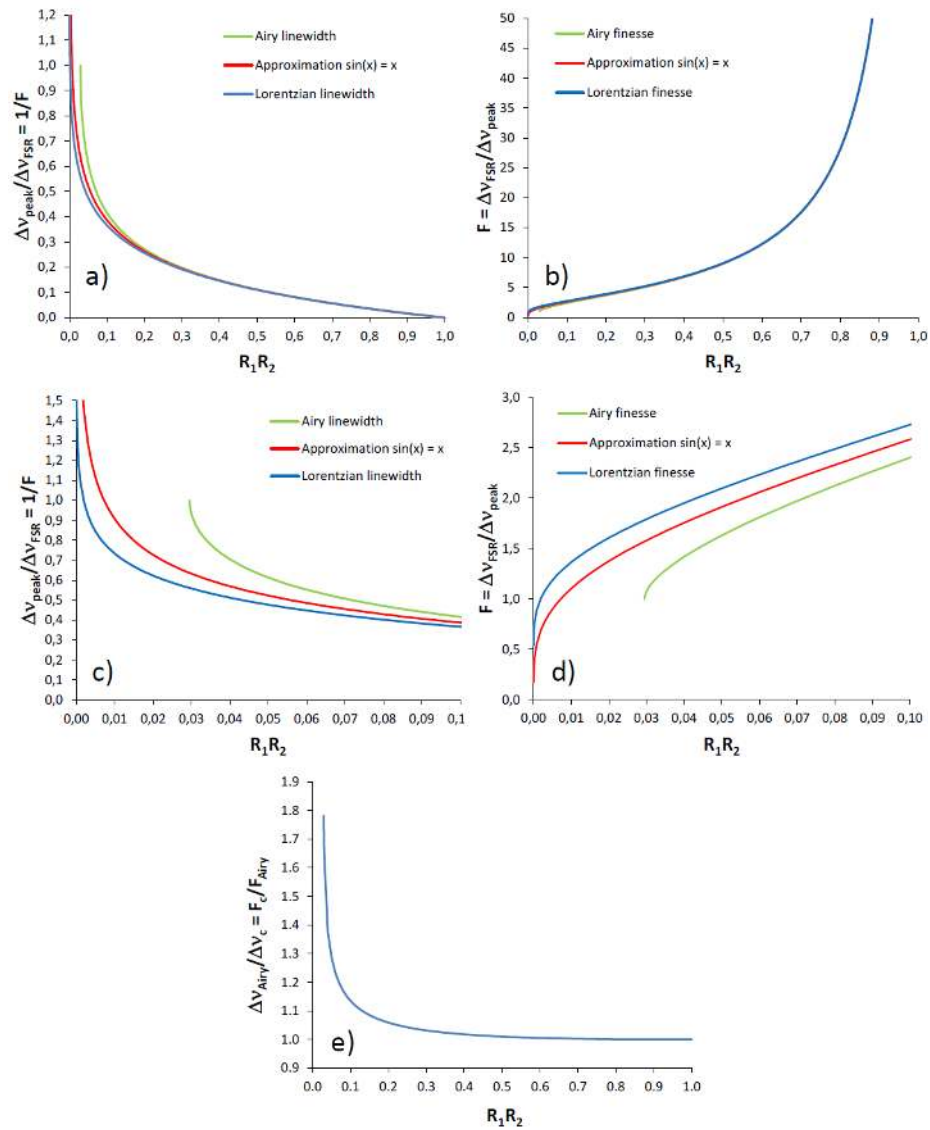 1,2
1,1
1,0
0,9
0,8
0,7
0,6
0,5
0,4
0,3
0,2
0,1
0,0
Δν_peak/Δν_FSR = 1/F
Airy linewidth
Approximation sin(x) = x
Lorentzian linewidth
a)
0,0 0,1 0,2 0,3 0,4 0,5 0,6 0,7 0,8 0,9 1,0
R₁R₂
50
45
40
35
30
25
20
15
10
5
0
F = Δν_FSR/Δν_peak
Airy finesse
Approximation sin(x) = x
Lorentzian finesse
b)
0,0 0,1 0,2 0,3 0,4 0,5 0,6 0,7 0,8 0,9 1,0
R₁R₂
1,5
1,4
1,3
1,2
1,1
1,0
0,9
0,8
0,7
0,6
0,5
0,4
0,3
0,2
0,1
0,0
Δν_peak/Δν_FSR = 1/F
Airy linewidth
Approximation sin(x) = x
Lorentzian linewidth
c)
0,00 0,01 0,02 0,03 0,04 0,05 0,06 0,07 0,08 0,09 0,1
R₁R₂
3,0
2,5
2,0
1,5
1,0
0,5
0,0
F = Δν_FSR/Δν_peak
Airy finesse
Approximation sin(x) = x
Lorentzian finesse
d)
0,00 0,01 0,02 0,03 0,04 0,05 0,06 0,07 0,08 0,09 0,10
R₁R₂
1.9
1.8
1.7
1.6
1.5
1.4
1.3
1.2
1.1
1.0
0.9
Δν_Airy/Δν_c = F_c/F_Airy
e)
0.0 0.1 0.2 0.3 0.4 0.5 0.6 0.7 0.8 0.9 1.0
R₁R₂